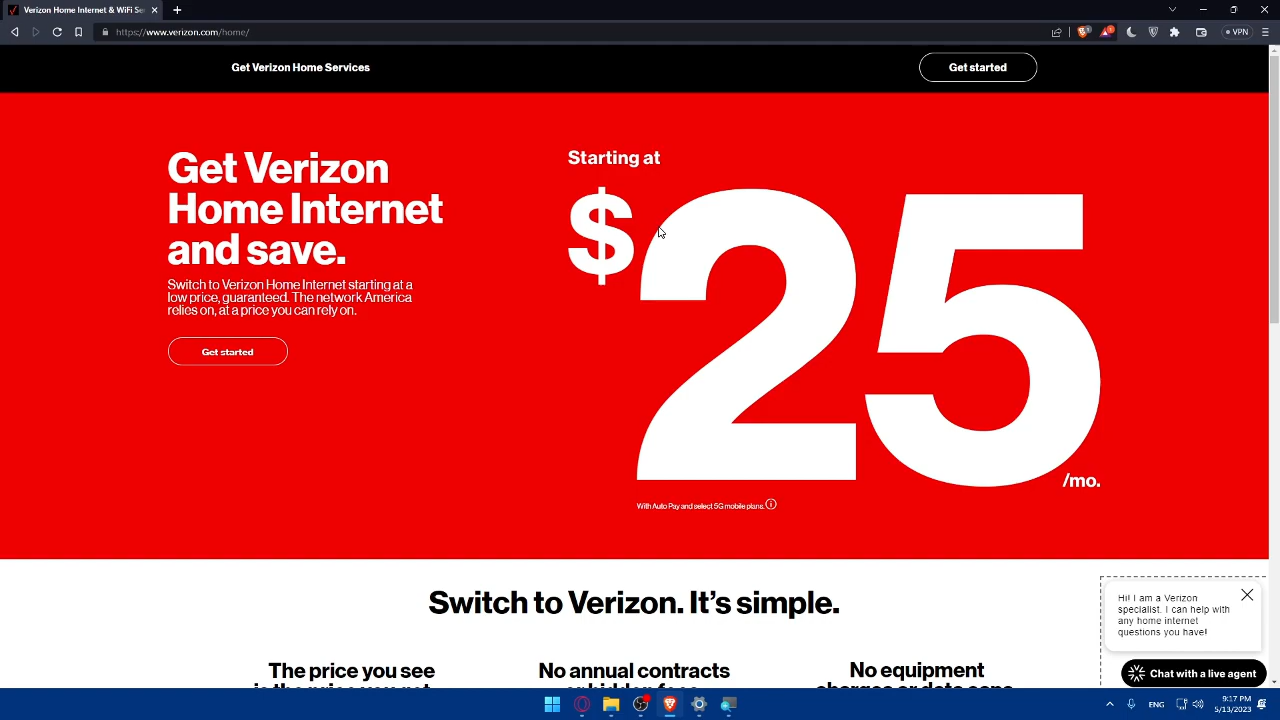 Verizon Home Internet & WiFi Se
https://www.verizon.com/home/
VPN
Get Verizon Home Services
Get started
Get Verizon
Home Internet
and save.
Switch to Verizon Home Internet starting at a
low price, guaranteed. The network America
relies on, at a price you can rely on.
Get started
Starting at
$25
/mo.
With Auto Pay and select 5G mobile plans.
Switch to Verizon. It's simple.
The price you see
No annual contracts
No equipment
Hi! I am a Verizon
specialist. I can help with
any home internet
questions you have!
Chat with a live agent
ENG
9:17 PM
5/13/2023